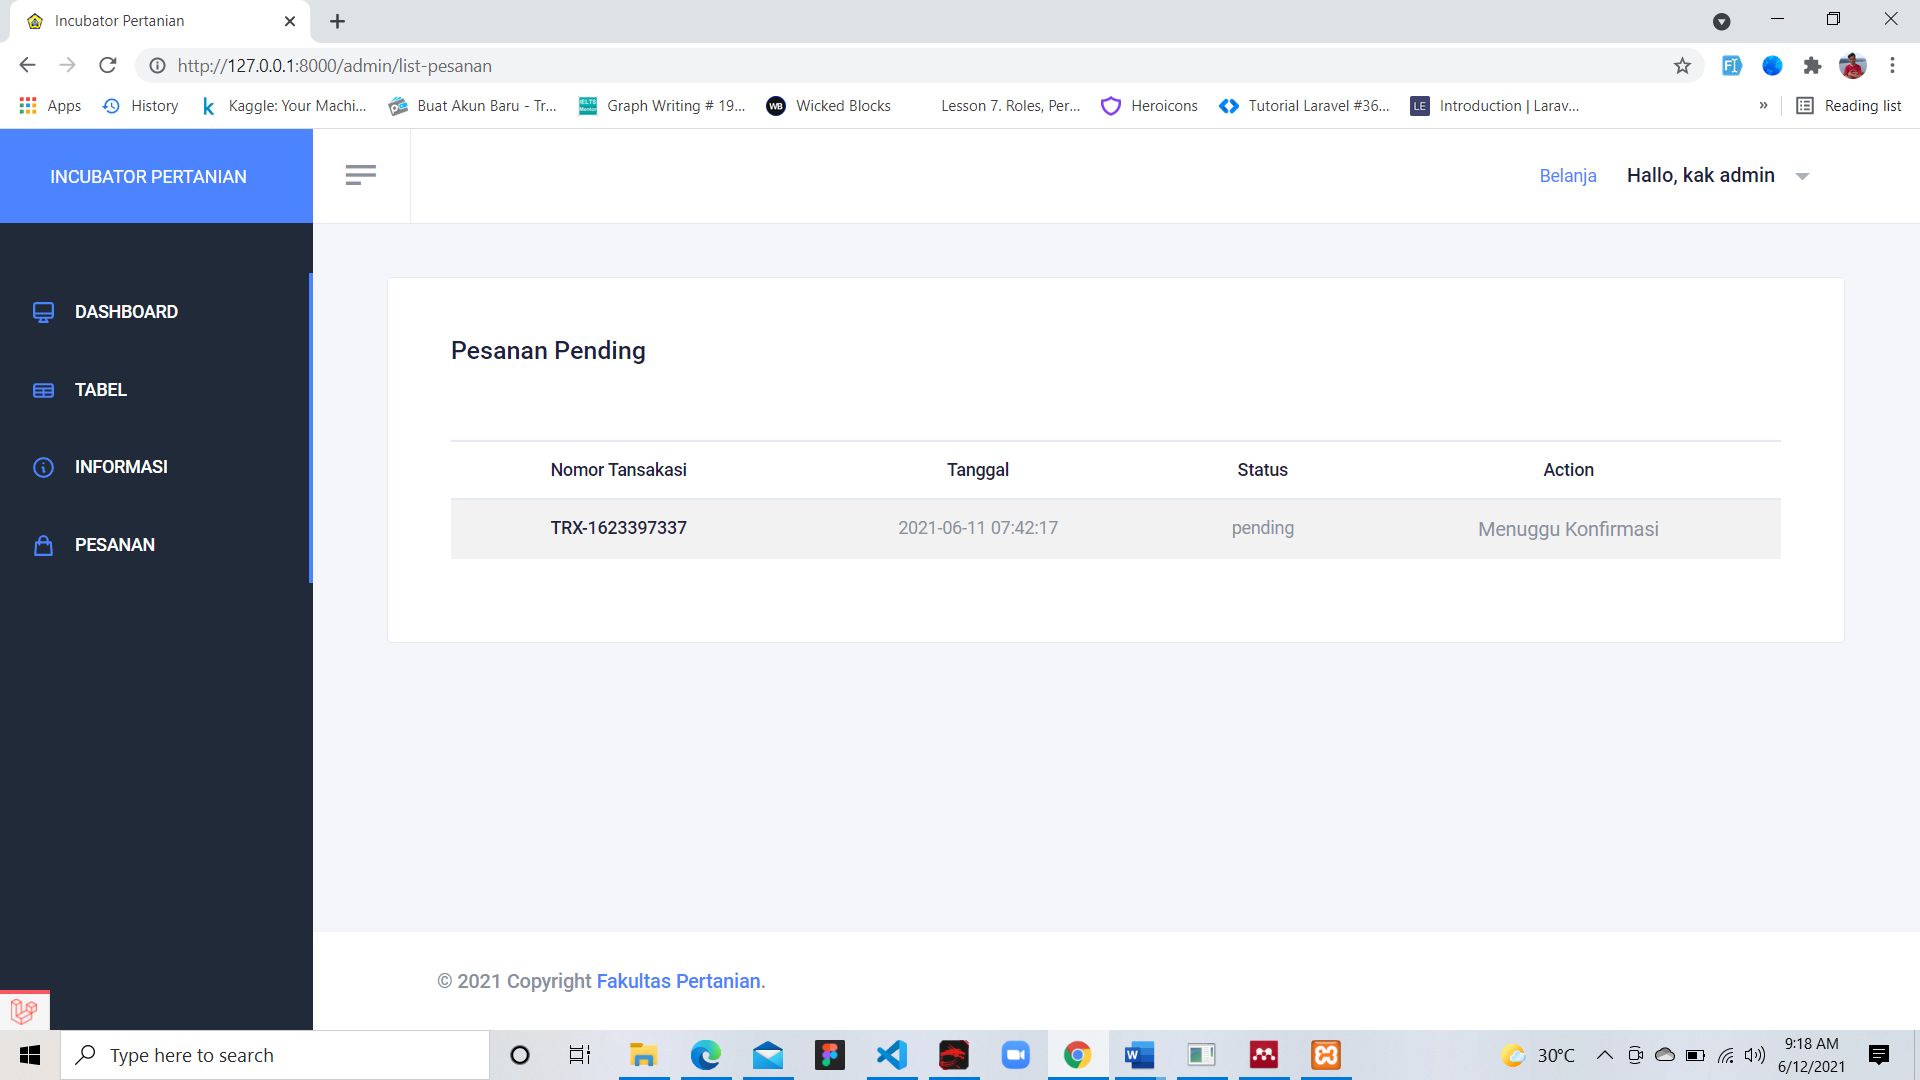 Incubator Pertanian
http://127.0.0.1:8000/admin/list-pesanan
Apps History Kaggle: Your Machi... Buat Akun Baru - Tr... Graph Writing # 19... Wicked Blocks Lesson 7. Roles, Per... Heroicons Tutorial Laravel #36... Introduction | Larav... » Reading list
INCUBATOR PERTANIAN
Belanja Hallo, kak admin
DASHBOARD
TABEL
INFORMASI
PESANAN
Pesanan Pending
Nomor Tansakasi Tanggal Status Action
TRX-1623397337 2021-06-11 07:42:17 pending Menuggu Konfirmasi
© 2021 Copyright Fakultas Pertanian.
Type here to search
30°C
9:18 AM
6/12/2021